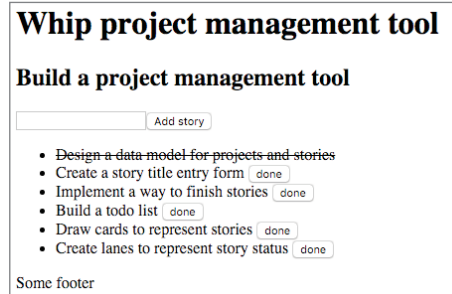 Whip project management tool
Build a project management tool
Add story
Design a data model for projects and stories
Create a story title entry form done
Implement a way to finish stories done
Build a todo list done
Draw cards to represent stories done
Create lanes to represent story status done
Some footer